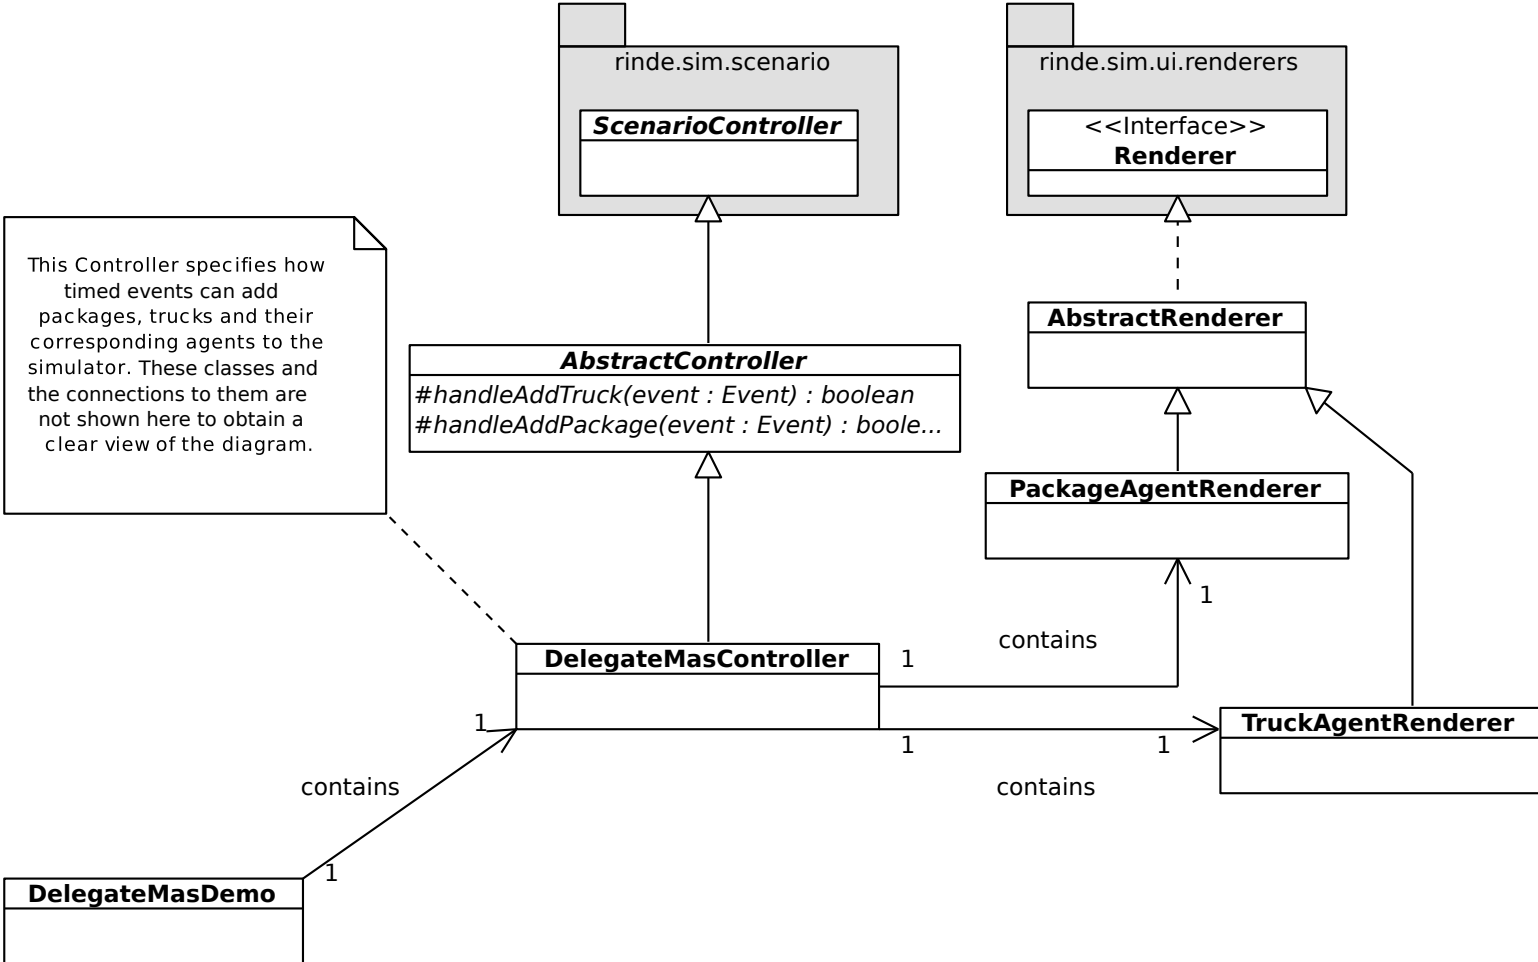 rinde.sim.scenario
ScenarioController
rinde.sim.ui.renderers
<<Interface>>
Renderer
This Controller specifies how
timed events can add
packages, trucks and their
corresponding agents to the
simulator. These classes and
the connections to them are
not shown here to obtain a
clear view of the diagram.
AbstractController
#handleAddTruck(event : Event) : boolean
#handleAddPackage(event : Event) : boole...
AbstractRenderer
PackageAgentRenderer
1
contains
DelegateMasController
1
1
1
1
contains
TruckAgentRenderer
contains
1
DelegateMasDemo